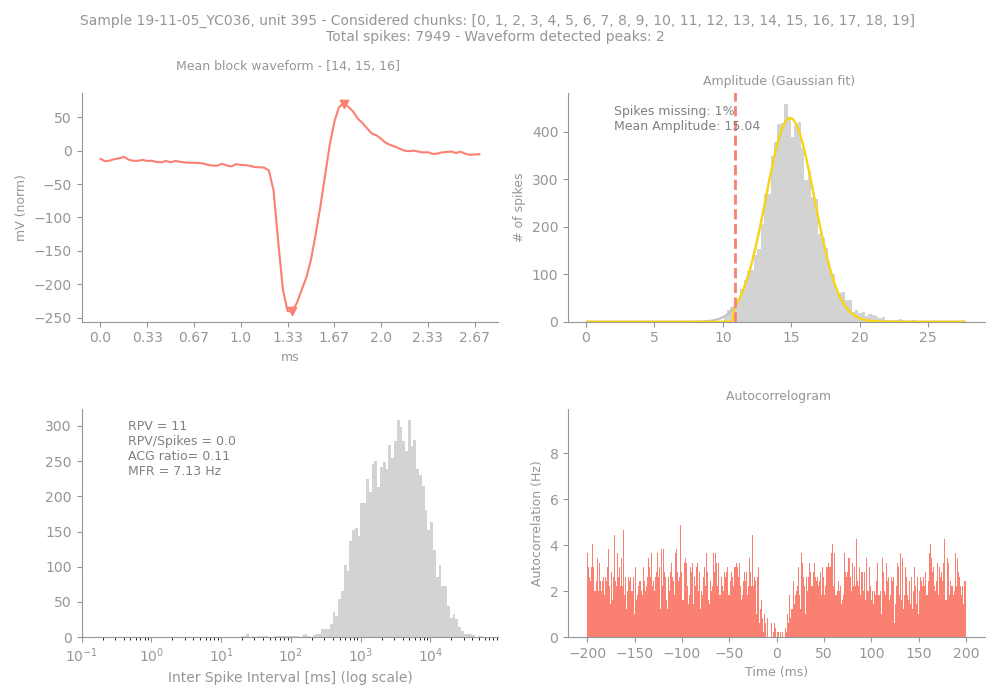 Sample 19-11-05_YC036, unit 395 - Considered chunks: [0, 1, 2, 3, 4, 5, 6, 7, 8, 9, 10, 11, 12, 13, 14, 15, 16, 17, 18, 19]
Total spikes: 7949 - Waveform detected peaks: 2
Mean block waveform - [14, 15, 16]
50
0
−50
−100
−150
−200
−250
mV (norm)
0.0 0.33 0.67 1.0 1.33 1.67 2.0 2.33 2.67
ms
Amplitude (Gaussian fit)
Spikes missing: 1%
Mean Amplitude: 15.04
400
300
200
100
0
# of spikes
0 5 10 15 20 25
RPV = 11
RPV/Spikes = 0.0
ACG ratio= 0.11
MFR = 7.13 Hz
300
250
200
150
100
50
0
10⁻¹ 10⁰ 10¹ 10² 10³ 10⁴
Inter Spike Interval [ms] (log scale)
Autocorrelogram
8
6
4
2
0
Autocorrelation (Hz)
−200 −150 −100 −50 0 50 100 150 200
Time (ms)